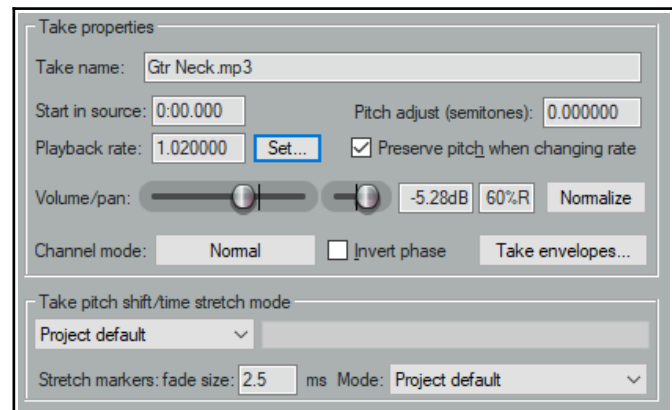 Take properties
Take name: Gtr Neck.mp3
Start in source: 0:00.000 Pitch adjust (semitones): 0.000000
Playback rate: 1.020000 Set... Preserve pitch when changing rate
Volume/pan: -5.28dB 60%R Normalize
Channel mode: Normal Invert phase Take envelopes...
Take pitch shift/time stretch mode
Project default
Stretch markers: fade size: 2.5 ms Mode: Project default